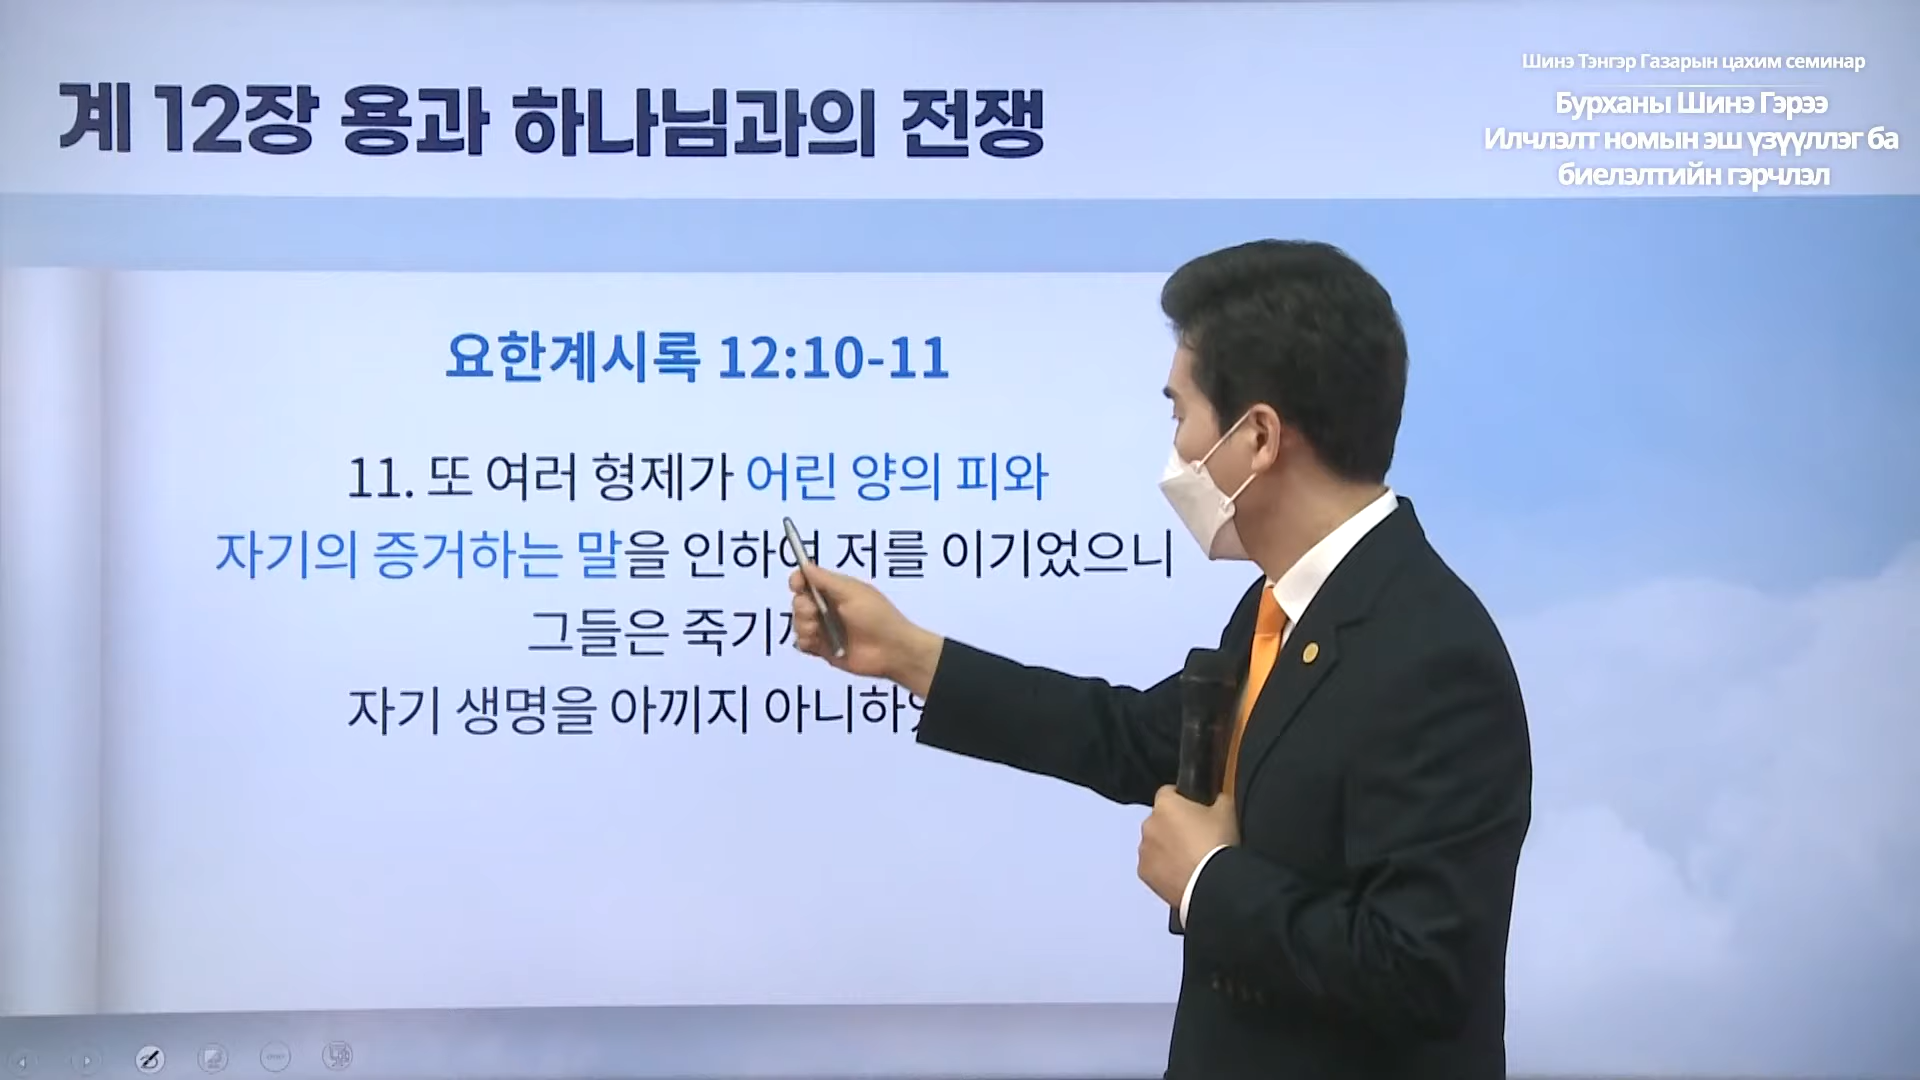 계 12장 용과 하나님과의 전쟁
Шинэ Тэнгэр Газарын цахим семинар
Бурханы Шинэ Гэрээ
Илчлэлт номын эш үзүүллэг ба
биелэлтийн гэрчлэл
요한계시록 12:10-11
11. 또 여러 형제가 어린 양의 피와
자기의 증거하는 말을 인하여 저를 이기었으니
그들은 죽기
자기 생명을 아끼지 아니하